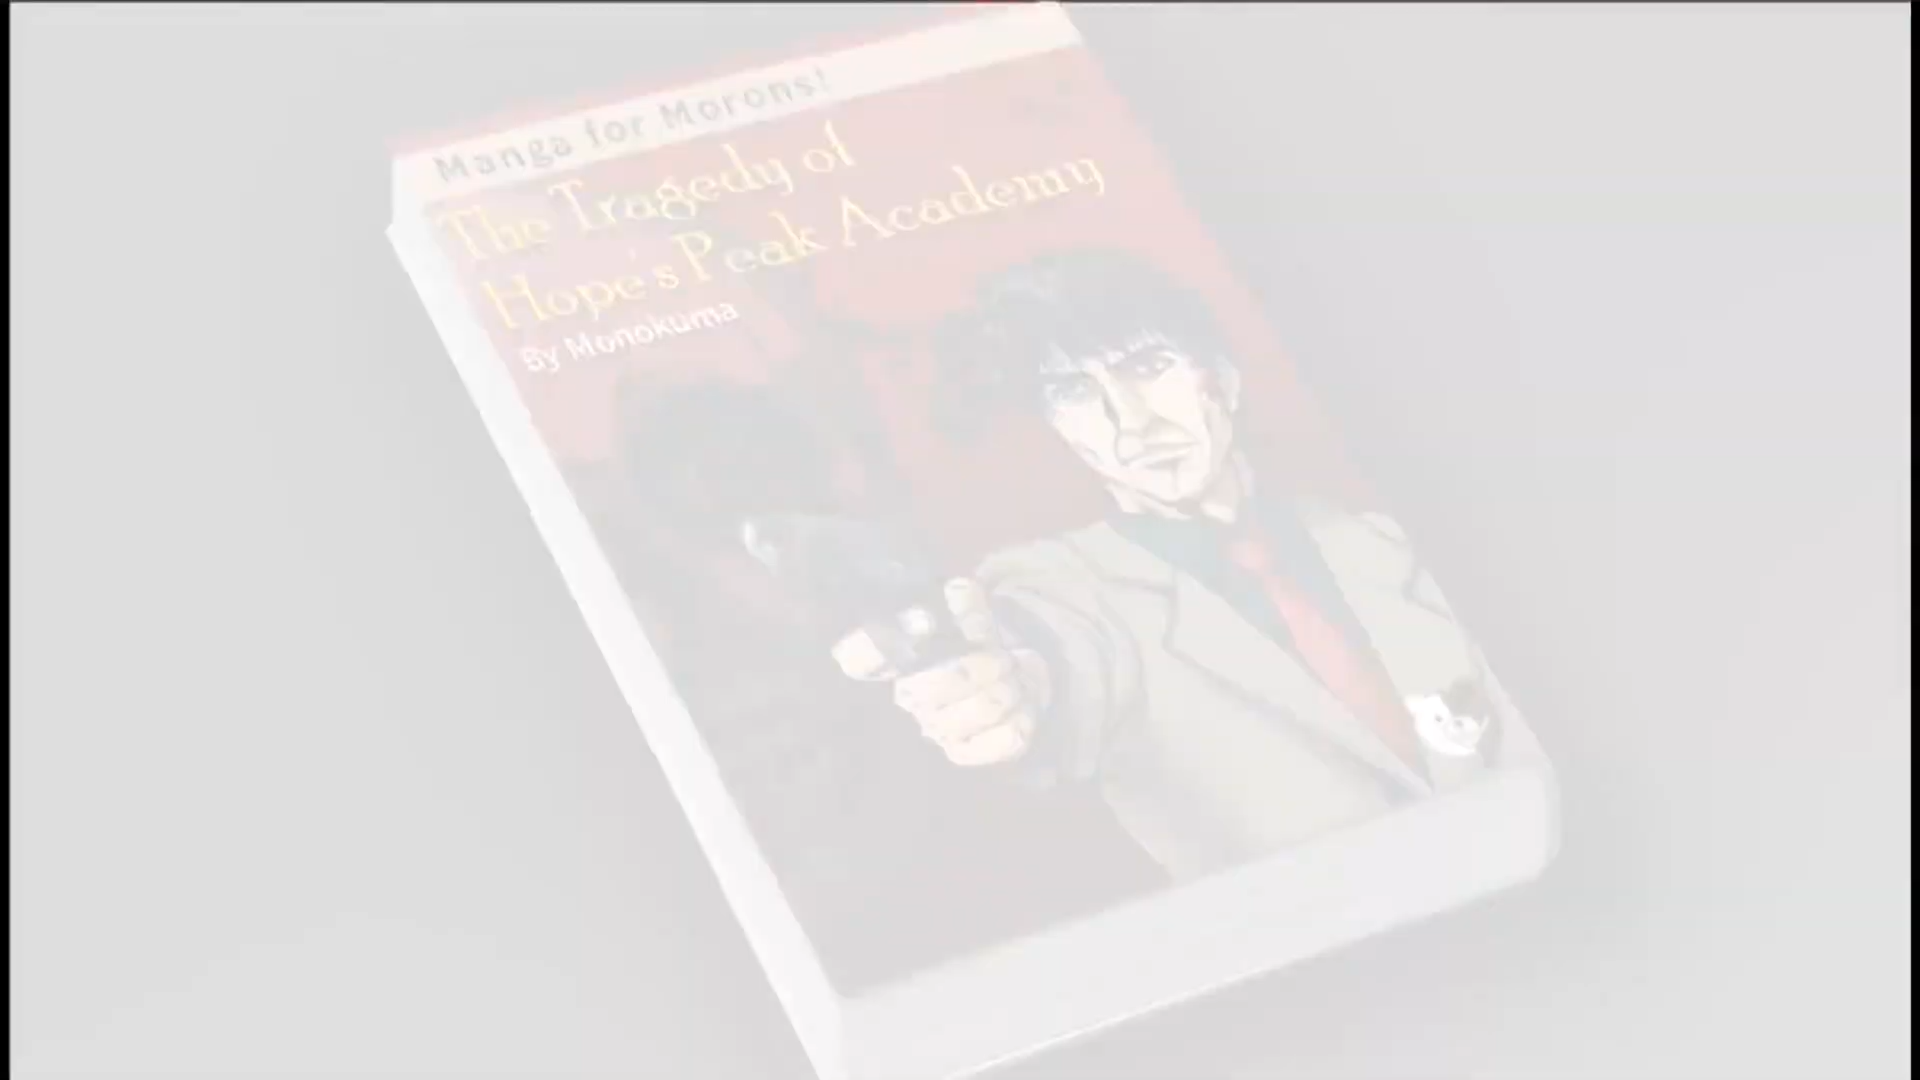 Manga for Morons!
The Tragedy of
Hope's Peak Academy
By Monokuma